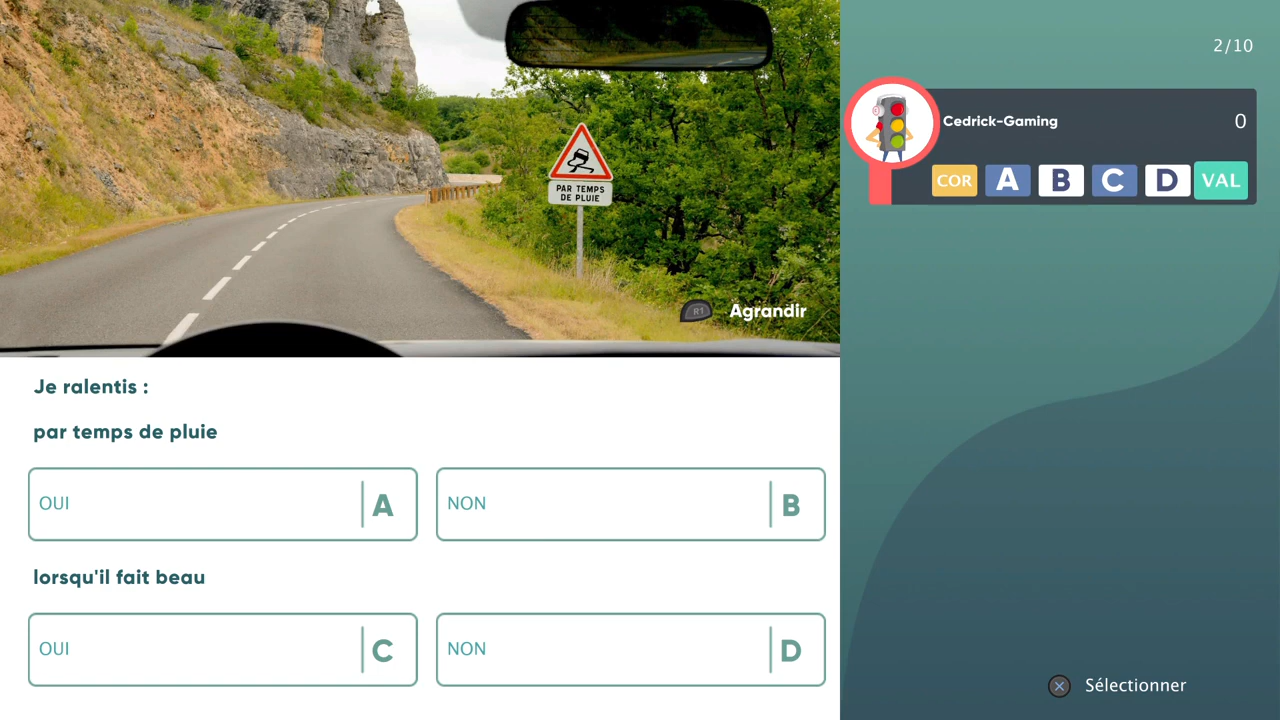 2/10
Cedrick-Gaming
0
COR A B C D VAL
PAR TEMPS
DE PLUIE
R1 Agrandir
Je ralentis :
par temps de pluie
OUI A
NON B
lorsqu'il fait beau
OUI C
NON D
Sélectionner